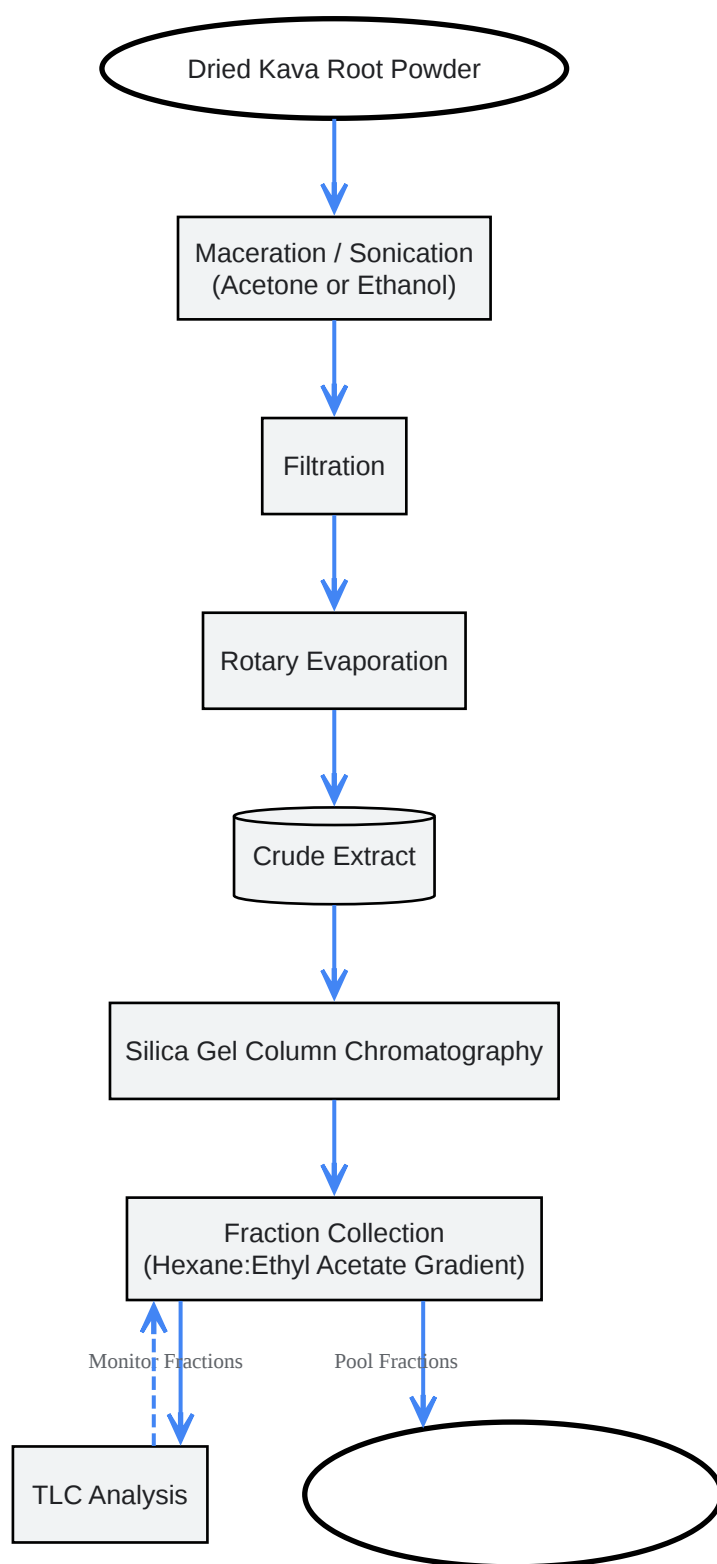 Dried Kava Root Powder
Maceration / Sonication
(Acetone or Ethanol)
Filtration
Rotary Evaporation
Crude Extract
Silica Gel Column Chromatography
Fraction Collection
(Hexane:Ethyl Acetate Gradient)
Monitor Fractions
Pool Fractions
TLC Analysis